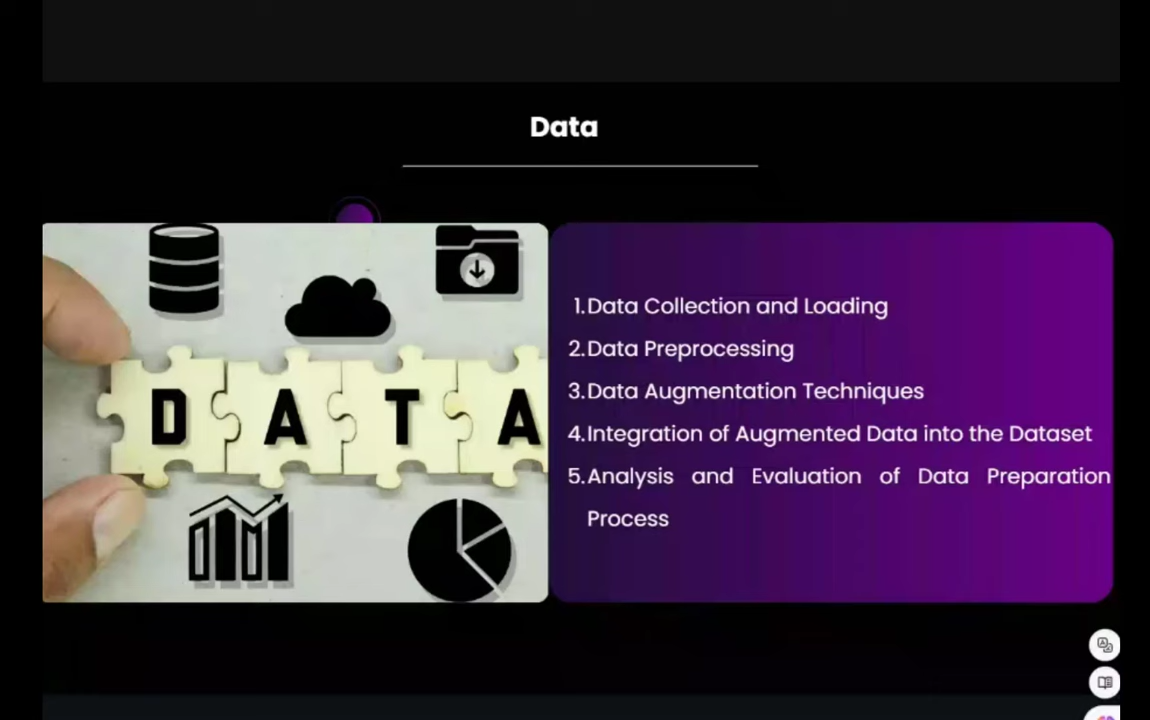 Data
DATA
1.Data Collection and Loading
2.Data Preprocessing
3.Data Augmentation Techniques
4.Integration of Augmented Data into the Dataset
5.Analysis and Evaluation of Data Preparation
Process